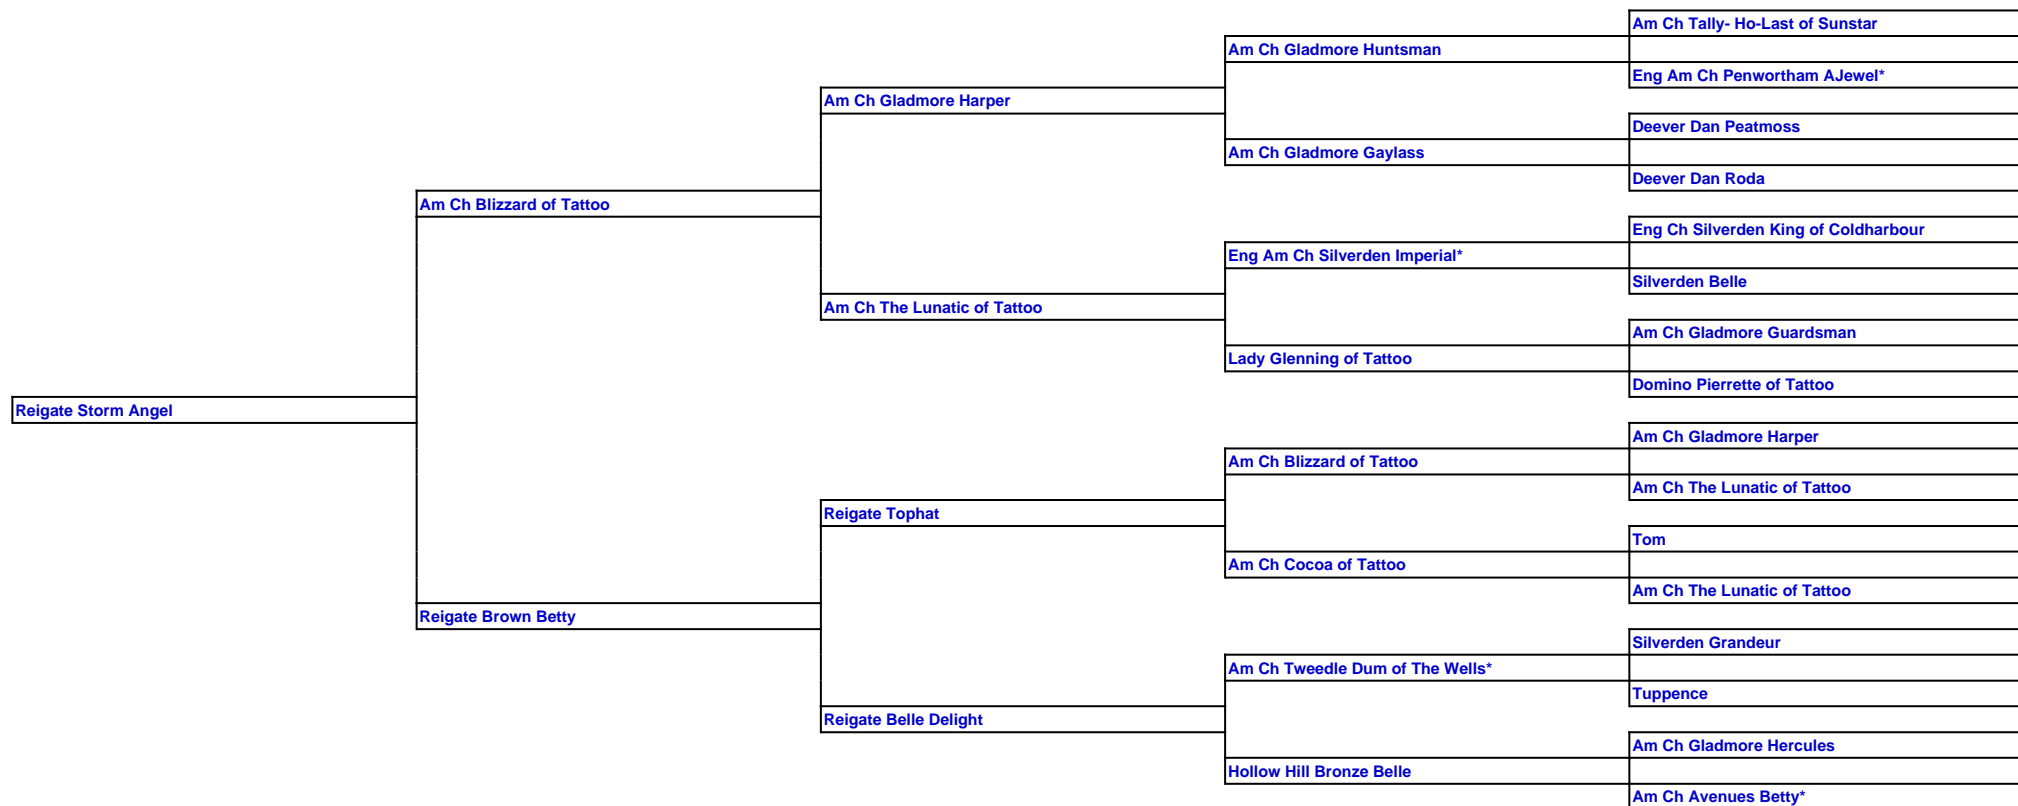 Am Ch Tally- Ho-Last of Sunstar
Am Ch Gladmore Huntsman
Eng Am Ch Penwortham AJewel*
Am Ch Gladmore Harper
Deever Dan Peatmoss
Am Ch Gladmore Gaylass
Deever Dan Roda
Am Ch Blizzard of Tattoo
Eng Ch Silverden King of Coldharbour
Eng Am Ch Silverden Imperial*
Silverden Belle
Am Ch The Lunatic of Tattoo
Am Ch Gladmore Guardsman
Lady Glenning of Tattoo
Domino Pierrette of Tattoo
Reigate Storm Angel
Am Ch Gladmore Harper
Am Ch Blizzard of Tattoo
Am Ch The Lunatic of Tattoo
Reigate Tophat
Tom
Am Ch Cocoa of Tattoo
Am Ch The Lunatic of Tattoo
Reigate Brown Betty
Silverden Grandeur
Am Ch Tweedle Dum of The Wells*
Tuppence
Reigate Belle Delight
Am Ch Gladmore Hercules
Hollow Hill Bronze Belle
Am Ch Avenues Betty*